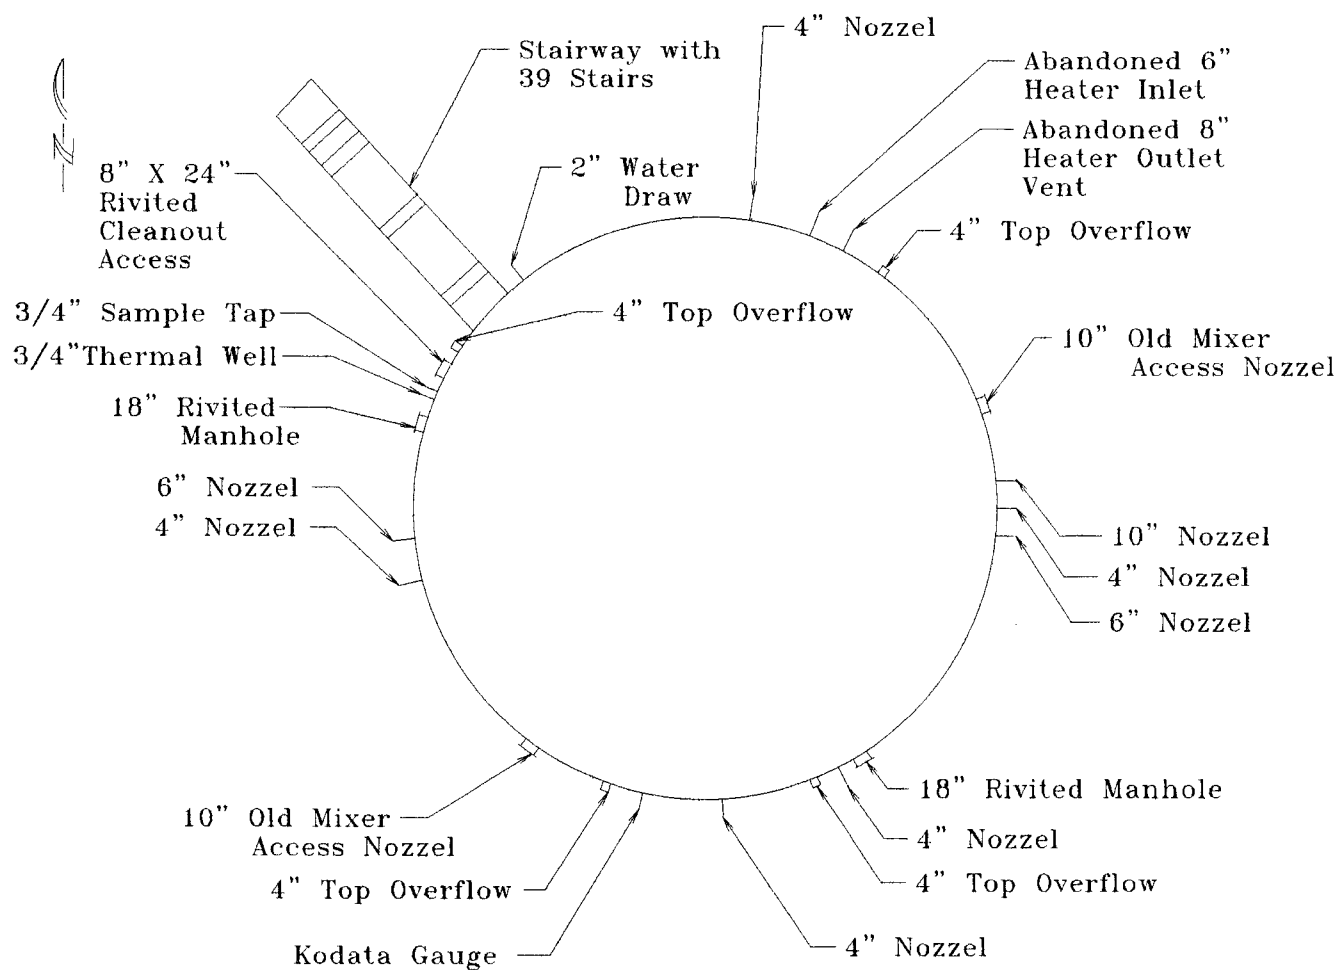 4" Nozzel
Stairway with
39 Stairs
Abandoned 6"
Heater Inlet
Abandoned 8"
Heater Outlet
Vent
N
8" X 24"
Rivited
Cleanout
Access
2" Water
Draw
4" Top Overflow
3/4" Sample Tap
4" Top Overflow
3/4"Thermal Well
10" Old Mixer
Access Nozzel
18" Rivited
Manhole
6" Nozzel
4" Nozzel
10" Nozzel
4" Nozzel
6" Nozzel
18" Rivited Manhole
10" Old Mixer
Access Nozzel
4" Nozzel
4" Top Overflow
4" Top Overflow
Kodata Gauge
4" Nozzel